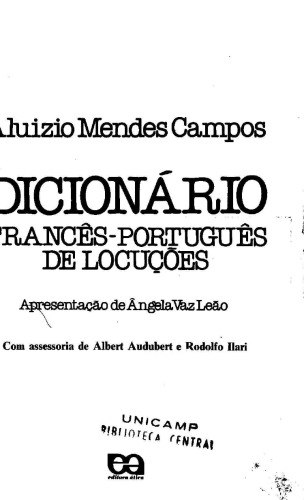 Aluizio Mendes Campos
DICIONÁRIO
FRANCÊS-PORTUGUÊS
DE LOCUÇÕES
Apresentação de Ângela Vaz Leão
Com assessoria de Albert Audubert e Rodolfo Ilari
UNICAMP
BIBLIOTECA CENTRAL
editora ática